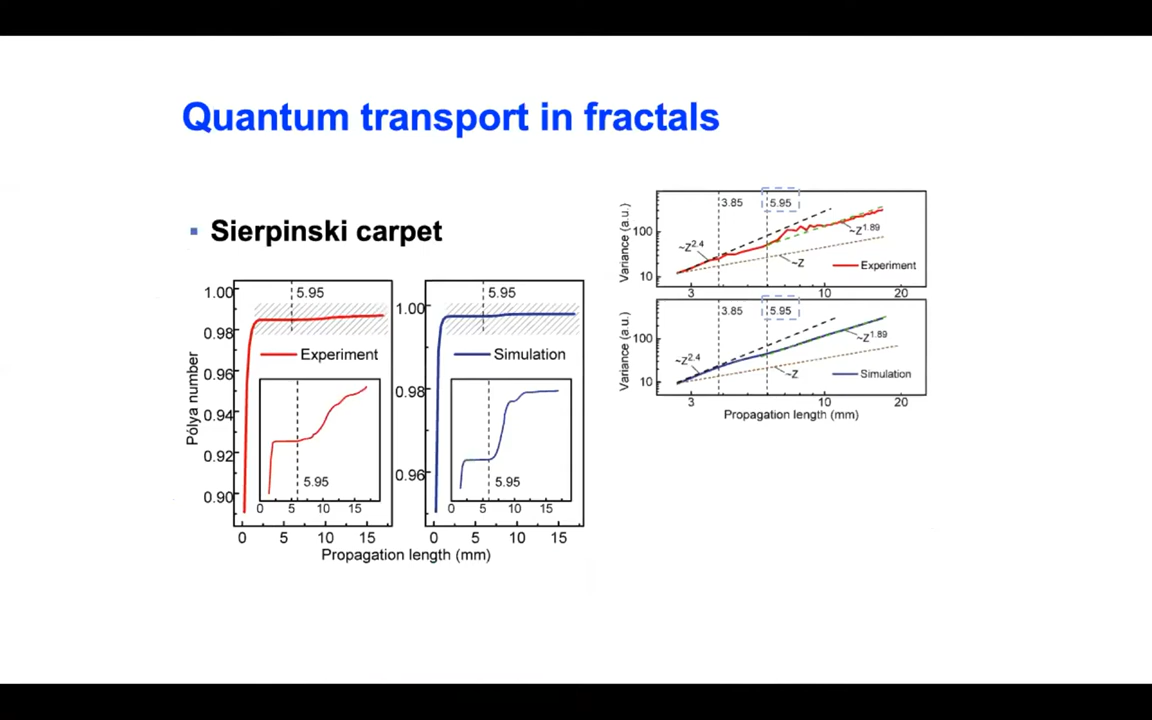 Quantum transport in fractals
▪ Sierpinski carpet
Pólya number
1.00
0.98
0.96
0.94
0.92
0.90
5.95
Experiment
5.95
0 5 10 15
0 5 10 15
1.00
0.98
0.96
5.95
Simulation
5.95
0 5 10 15
0 5 10 15
Propagation length (mm)
Variance (a.u.)
100
10
3.85
5.95
~Z2.4
~Z1.89
~Z
Experiment
3 10 20
Variance (a.u.)
100
10
3.85
5.95
~Z2.4
~Z1.89
~Z
Simulation
3 10 20
Propagation length (mm)